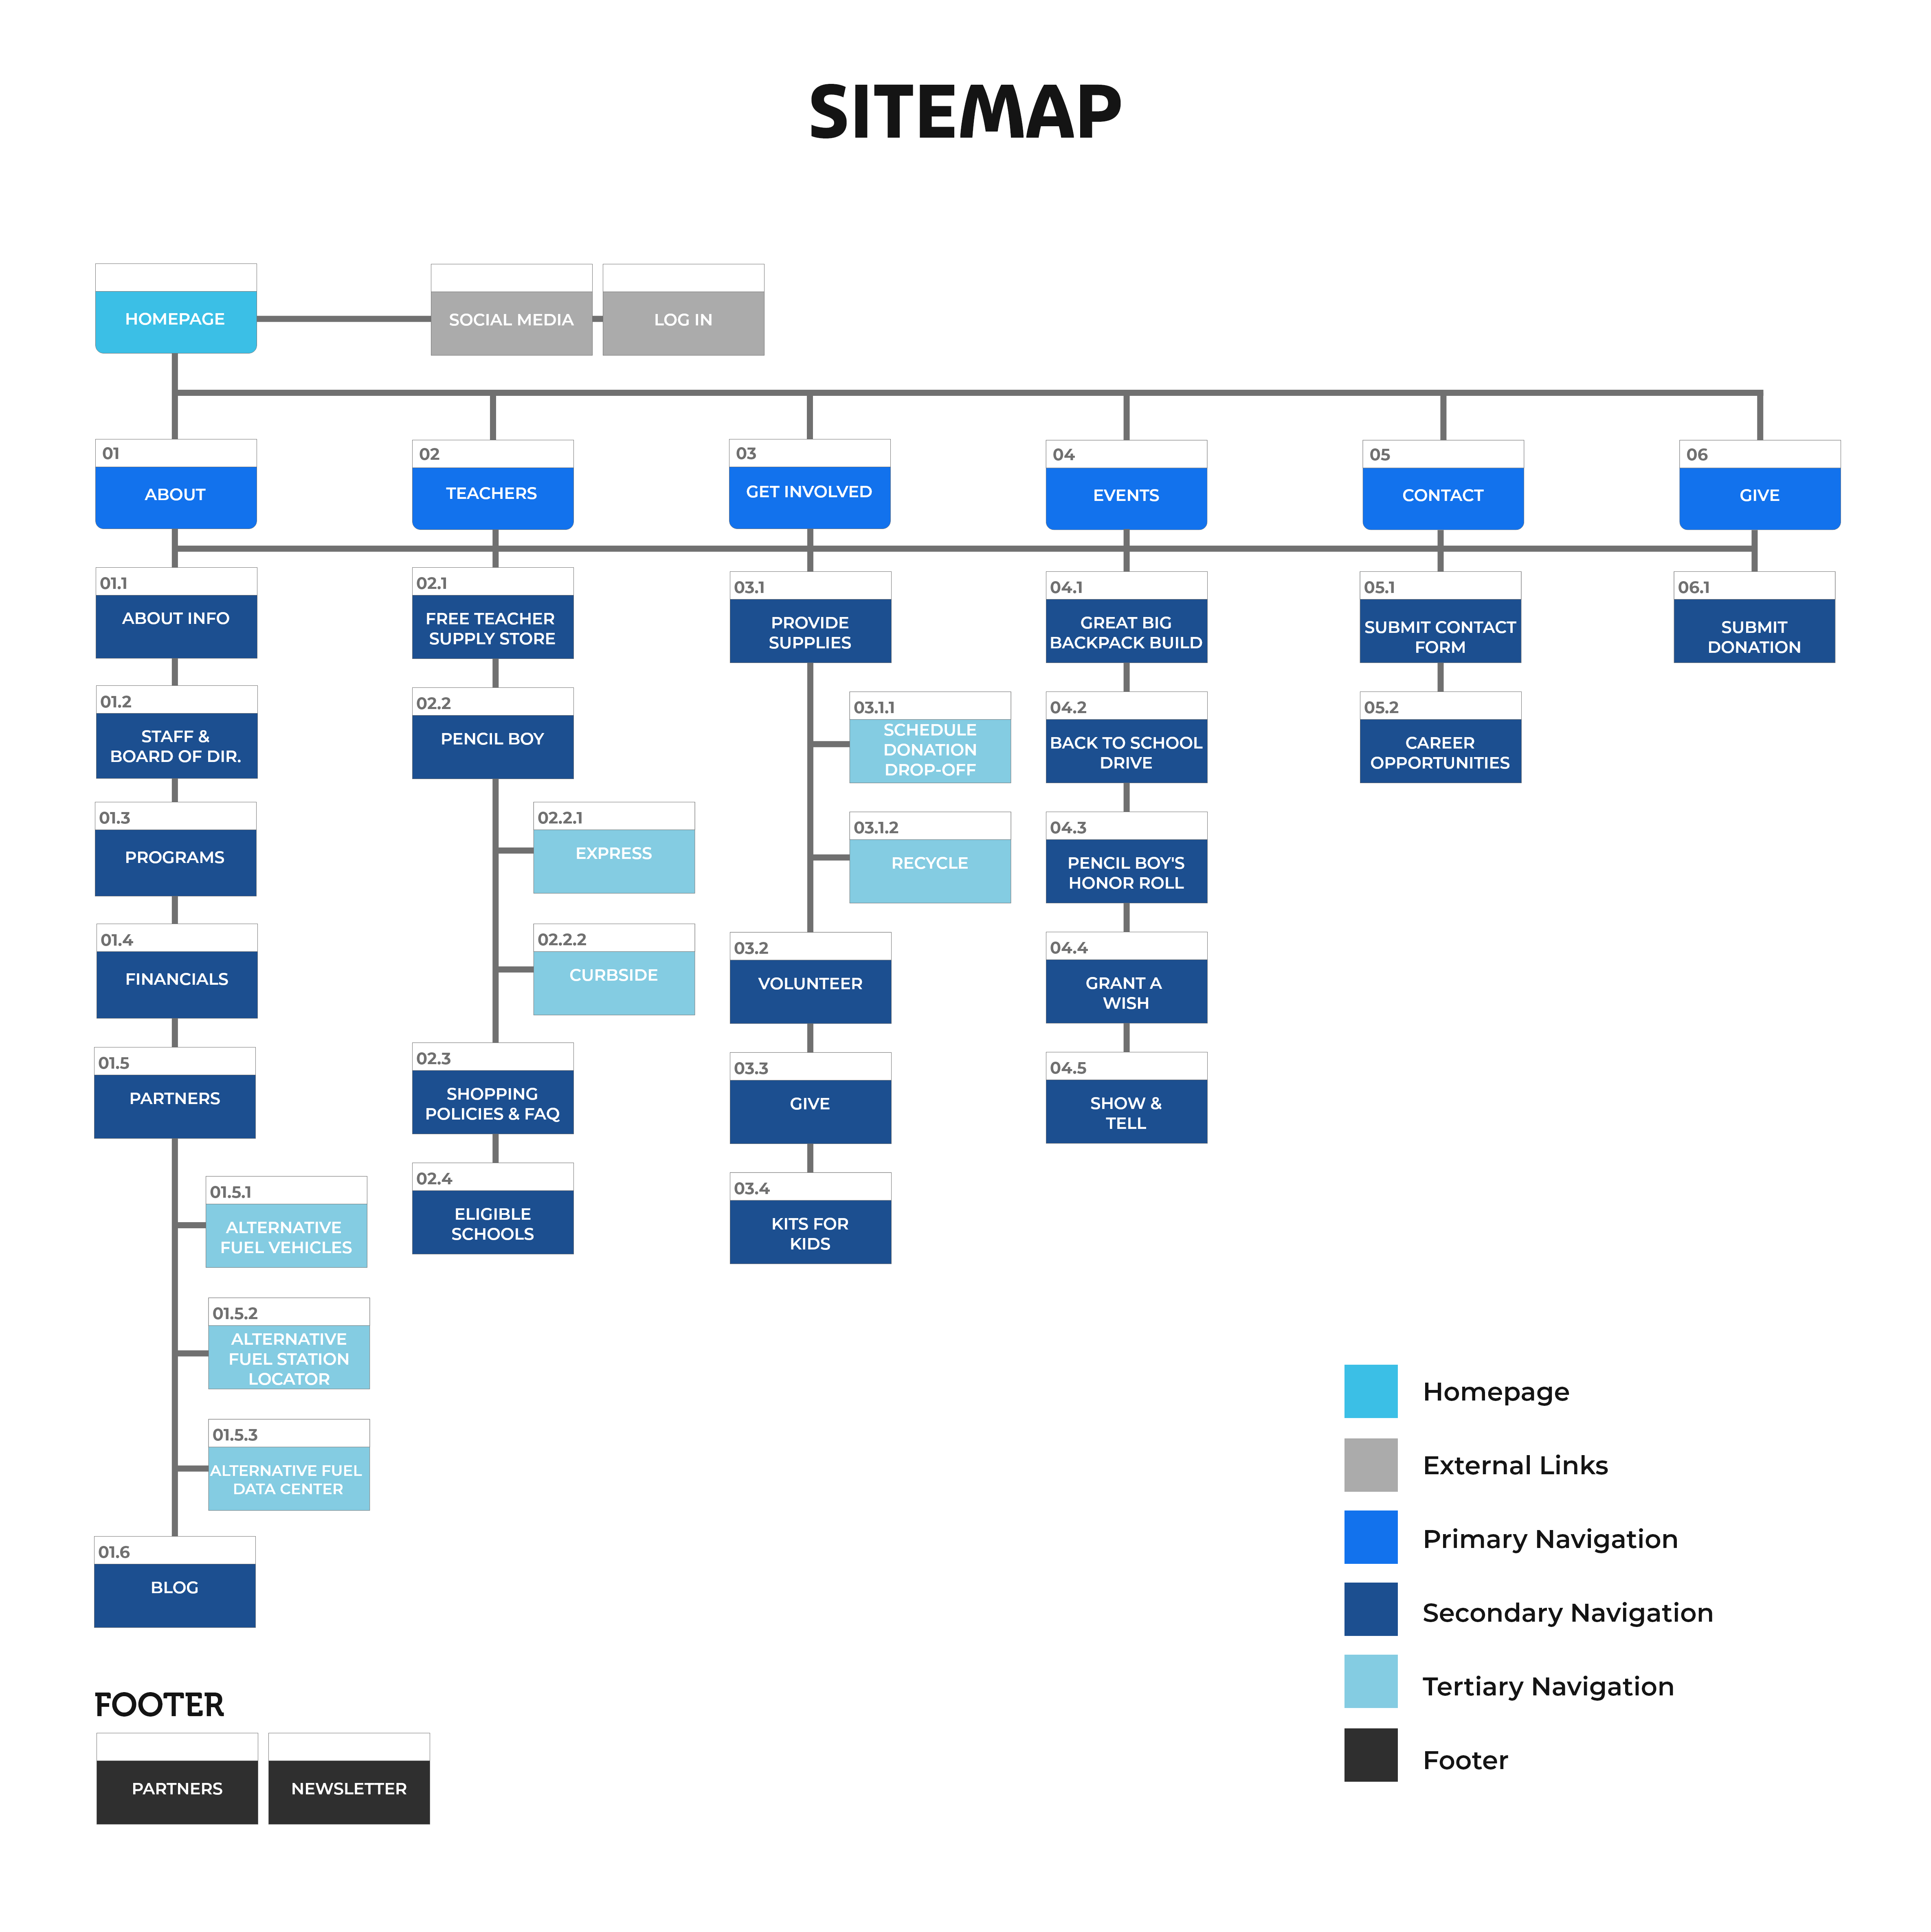 SITEMAP
HOMEPAGE
SOCIAL MEDIA
LOG IN
01
ABOUT
02
TEACHERS
03
GET INVOLVED
04
EVENTS
05
CONTACT
06
GIVE
01.1
ABOUT INFO
01.2
STAFF &
BOARD OF DIR.
01.3
PROGRAMS
01.4
FINANCIALS
01.5
PARTNERS
01.5.1
ALTERNATIVE
FUEL VEHICLES
01.5.2
ALTERNATIVE
FUEL STATION
LOCATOR
01.5.3
ALTERNATIVE FUEL
DATA CENTER
01.6
BLOG
02.1
FREE TEACHER
SUPPLY STORE
02.2
PENCIL BOY
02.2.1
EXPRESS
02.2.2
CURBSIDE
02.3
SHOPPING
POLICIES & FAQ
02.4
ELIGIBLE
SCHOOLS
03.1
PROVIDE
SUPPLIES
03.1.1
SCHEDULE
DONATION
DROP-OFF
03.1.2
RECYCLE
03.2
VOLUNTEER
03.3
GIVE
03.4
KITS FOR
KIDS
04.1
GREAT BIG
BACKPACK BUILD
04.2
BACK TO SCHOOL
DRIVE
04.3
PENCIL BOY'S
HONOR ROLL
04.4
GRANT A
WISH
04.5
SHOW &
TELL
05.1
SUBMIT CONTACT
FORM
05.2
CAREER
OPPORTUNITIES
06.1
SUBMIT
DONATION
Homepage
External Links
Primary Navigation
Secondary Navigation
Tertiary Navigation
Footer
FOOTER
PARTNERS
NEWSLETTER